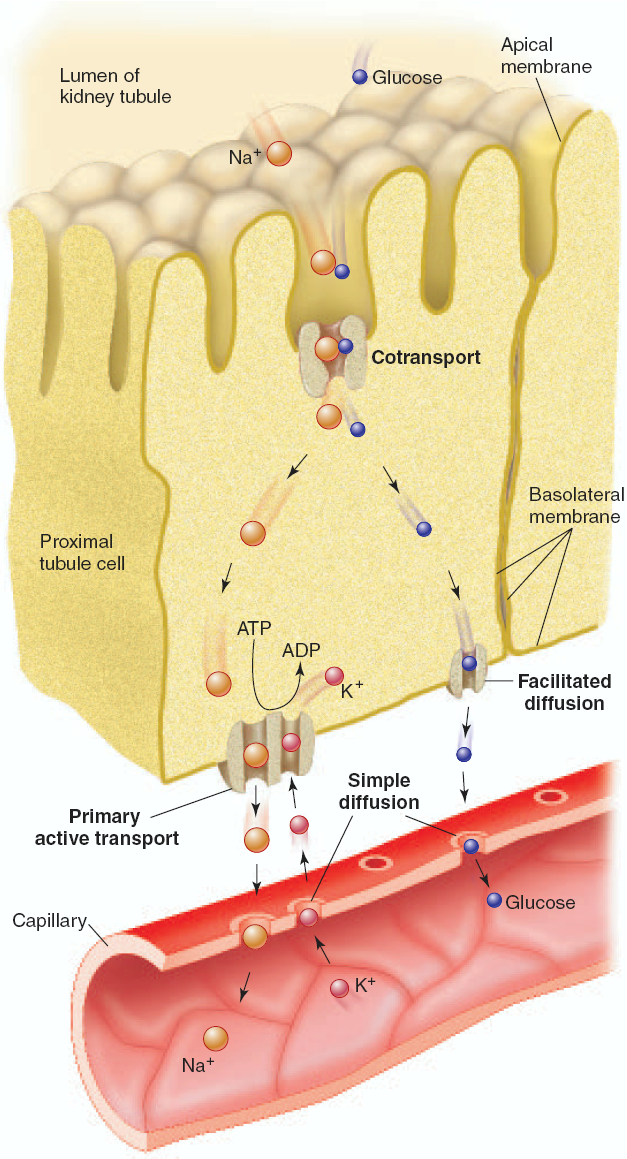 Apical
membrane
Lumen of
kidney tubule
Glucose
Na⁺
Cotransport
Basolateral
membrane
Proximal
tubule cell
ATP
ADP
K⁺
Facilitated
diffusion
Simple
diffusion
Primary
active transport
Glucose
Capillary
K⁺
Na⁺